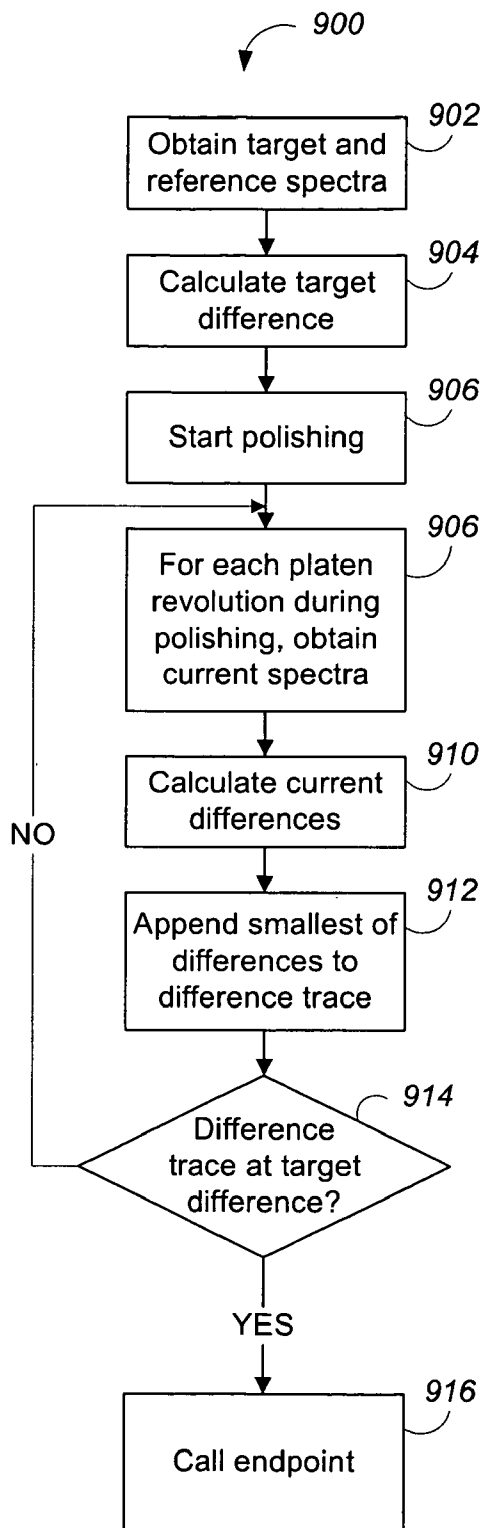 900
902
Obtain target and
reference spectra
904
Calculate target
difference
906
Start polishing
906
For each platen
revolution during
polishing, obtain
current spectra
910
Calculate current
differences
NO
912
Append smallest of
differences to
difference trace
914
Difference
trace at target
difference?
YES
916
Call endpoint